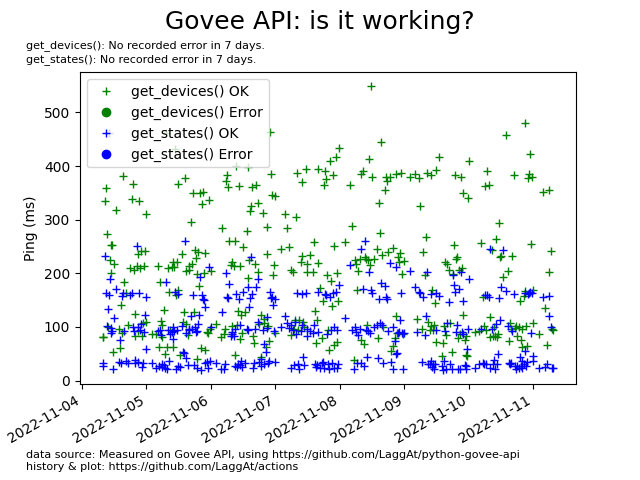 Govee API: is it working?
get_devices(): No recorded error in 7 days.
get_states(): No recorded error in 7 days.
get_devices() OK
get_devices() Error
get_states() OK
get_states() Error
500
400
300
200
100
0
Ping (ms)
2022-11-04
2022-11-05
2022-11-06
2022-11-07
2022-11-08
2022-11-09
2022-11-10
2022-11-11
data source: Measured on Govee API, using https://github.com/LaggAt/python-govee-api
history & plot: https://github.com/LaggAt/actions